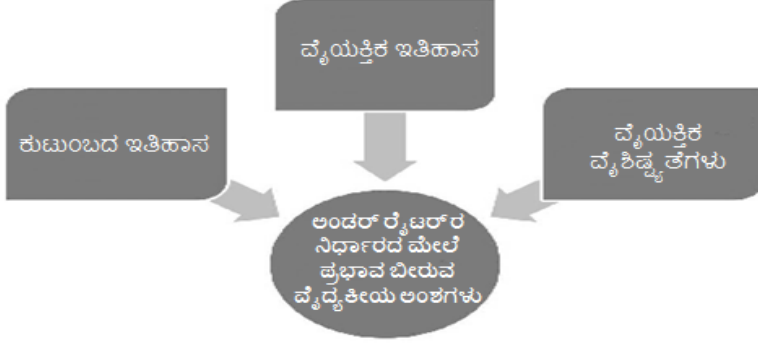 ವೈಯಕ್ತಿಕ ಇತಿಹಾಸ
ಕುಟುಂಬದ ಇತಿಹಾಸ
ವೈಯಕ್ತಿಕ
ವೈಶಿಷ್ಟ್ಯತೆಗಳು
ಅಂಡರ್ ರೈಟರ್‌ರ
ನಿರ್ಧಾರದ ಮೇಲೆ
ಪ್ರಭಾವ ಬೀರುವ
ವೈದ್ಯಕೀಯ ಅಂಶಗಳು